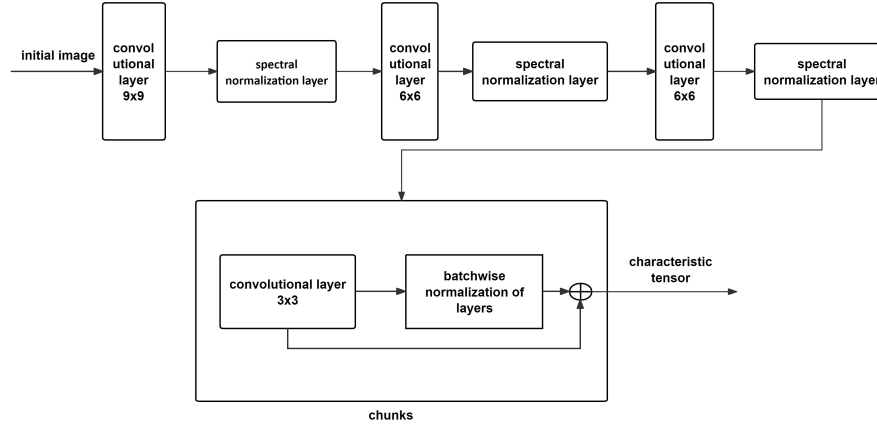 initial image
convol
utional
layer
9x9
spectral
normalization layer
convol
utional
layer
6x6
spectral
normalization layer
convol
utional
layer
6x6
spectral
normalization layer
convolutional layer
3x3
batchwise
normalization of
layers
characteristic
tensor
chunks